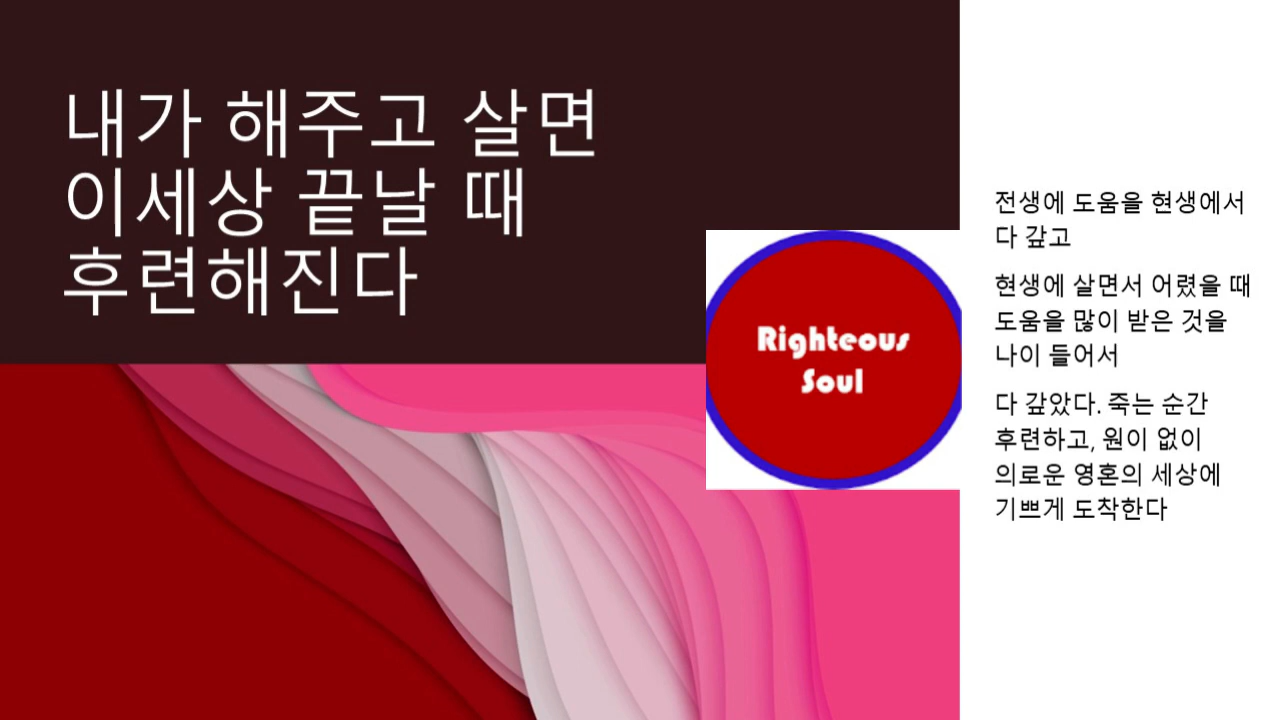 내가 해주고 살면
이세상 끝날 때
후련해진다
Righteous
Soul
전생에 도움을 현생에서
다 갚고
현생에 살면서 어렸을 때
도움을 많이 받은 것을
나이 들어서
다 갚았다. 죽는 순간
후련하고, 원이 없이
의로운 영혼의 세상에
기쁘게 도착한다